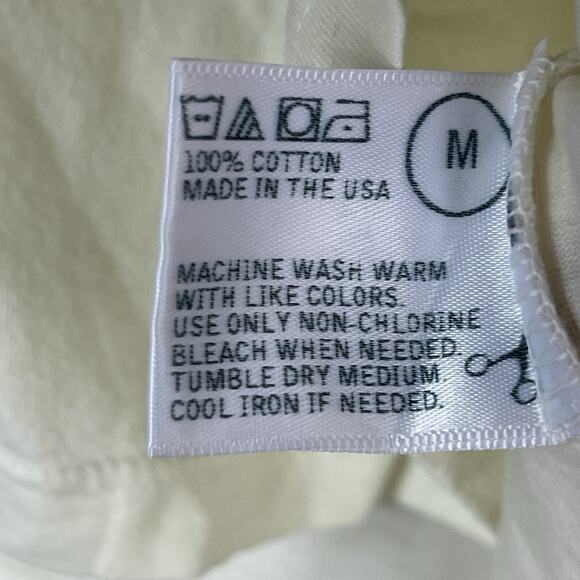 100% COTTON
MADE IN THE USA
M
MACHINE WASH WARM
WITH LIKE COLORS.
USE ONLY NON-CHLORINE
BLEACH WHEN NEEDED.
TUMBLE DRY MEDIUM.
COOL IRON IF NEEDED.